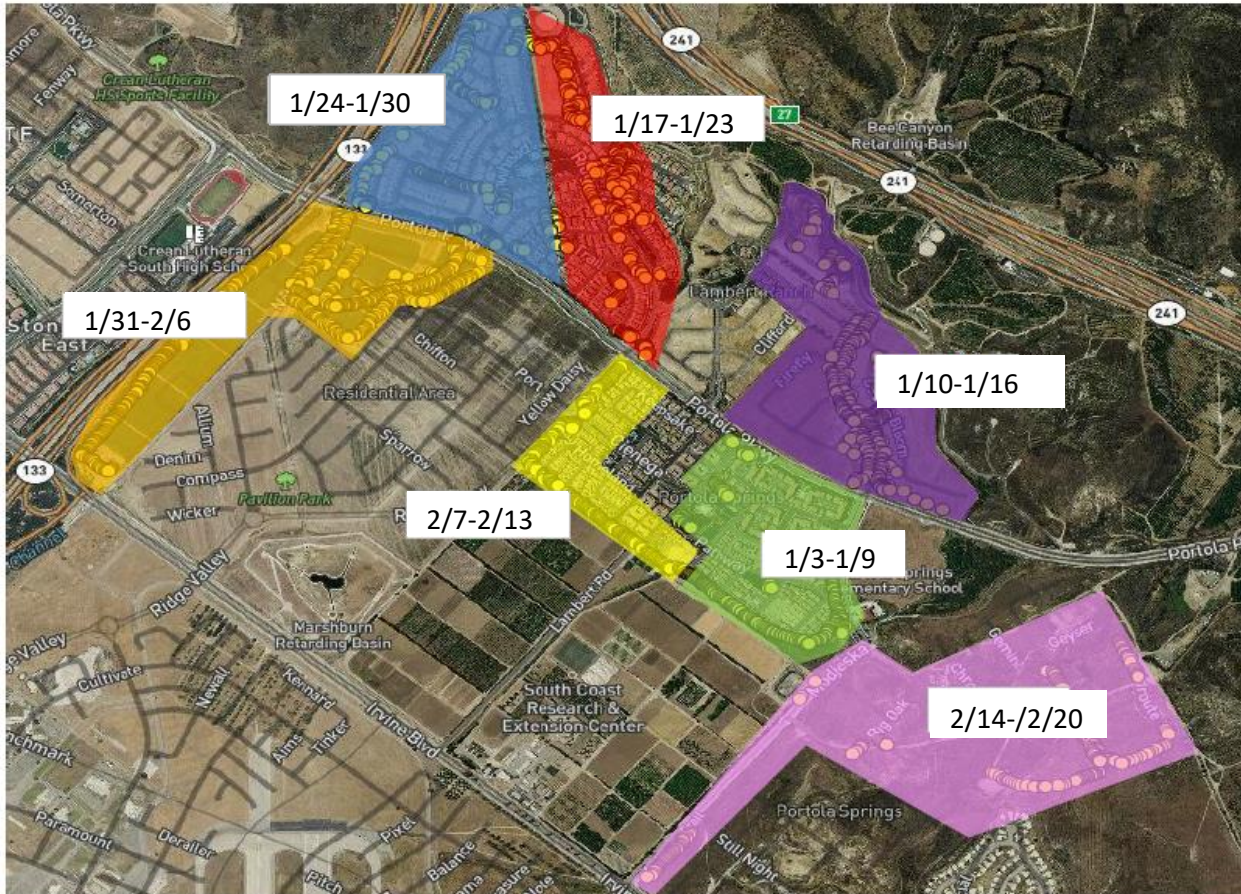 Fenway
Crean Lutheran
HS Sports Facility
241
1/24-1/30
1/17-1/23
27
Bee Canyon
Retarding Basin
133
241
Somerton
Crean Lutheran
South High
Lambert Ranch
1/31-2/6
East
241
Clifford
Chiffon
Residential Area
Port
Yellow Daisy
1/10-1/16
Allium
Denim
Compass
Sparrow
133
Pavilion Park
Wicker
Portola Springs
2/7-2/13
1/3-1/9
Channel
Ridge Valley
Lambert Rd
mentary School
Marshburn
Retarding Basin
Modjeska
Geyser
Cultivate
Newall
Kennard
South Coast
Research &
Extension Center
Big Oak
2/14-/2/20
Irvine Blvd
Aims
Tinker
Portola Springs
Paramount
Derailer
Pixel
Balance
Still Night
Pitch